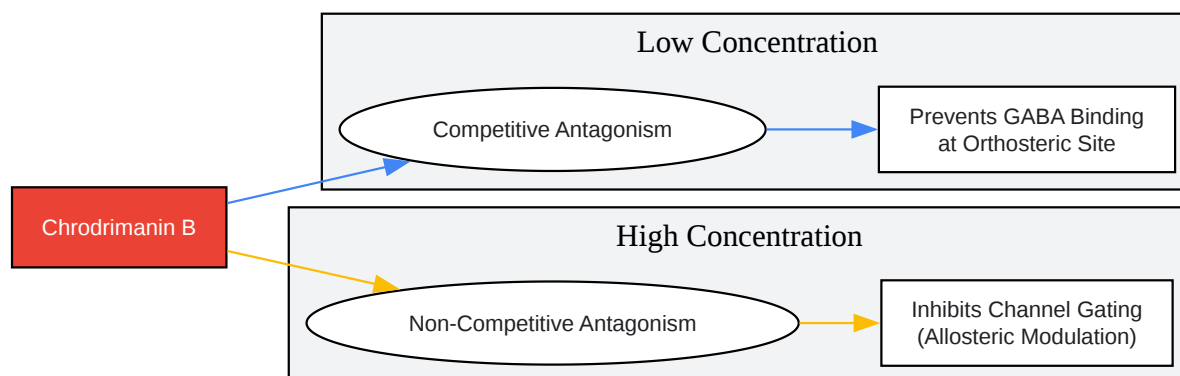 Low Concentration
Competitive Antagonism
Prevents GABA Binding
at Orthosteric Site
Chrodrimanin B
High Concentration
Non-Competitive Antagonism
Inhibits Channel Gating
(Allosteric Modulation)